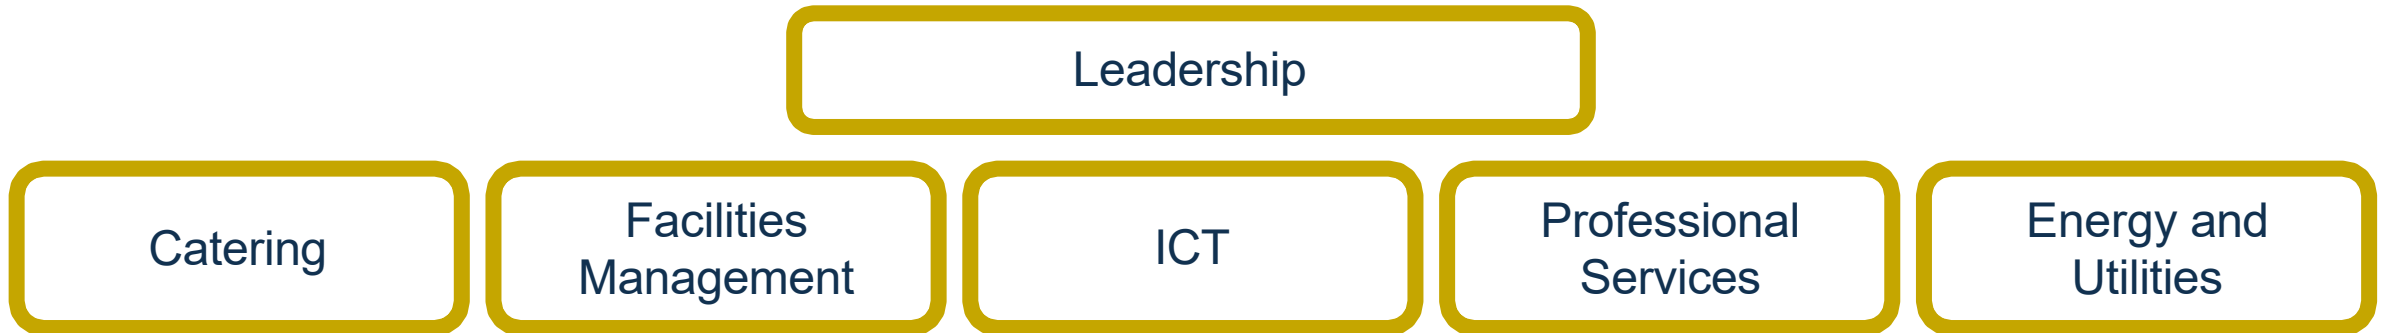 Leadership
Catering
Facilities
Management
ICT
Professional
Services
Energy and
Utilities